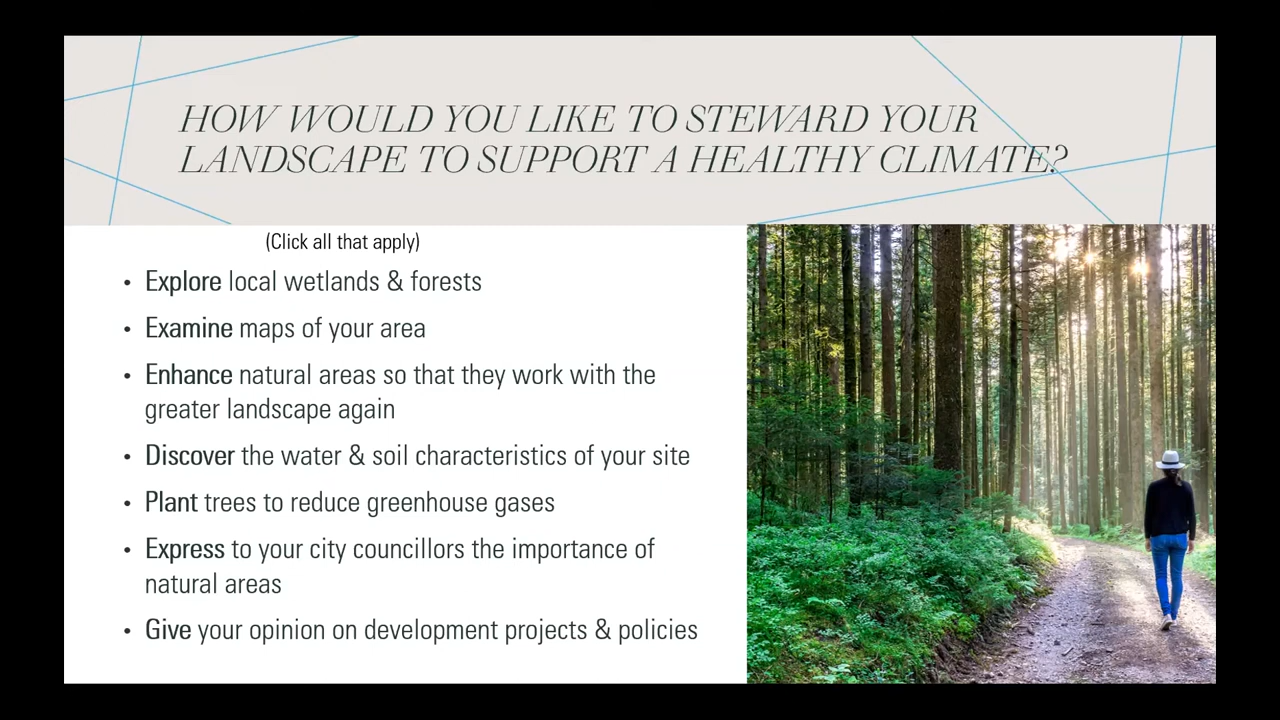 HOW WOULD YOU LIKE TO STEWARD YOUR
LANDSCAPE TO SUPPORT A HEALTHY CLIMATE?
(Click all that apply)
• Explore local wetlands & forests
• Examine maps of your area
• Enhance natural areas so that they work with the
greater landscape again
• Discover the water & soil characteristics of your site
• Plant trees to reduce greenhouse gases
• Express to your city councillors the importance of
natural areas
• Give your opinion on development projects & policies